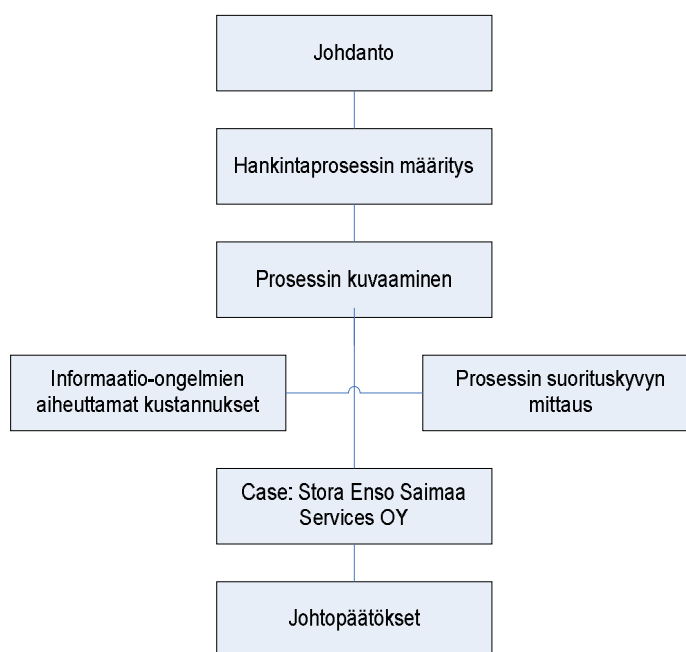 Johdanto
Hankintaprosessin määritys
Prosessin kuvaaminen
Informaatio-ongelmien
aiheuttamat kustannukset
Prosessin suorituskyvyn
mittaus
Case: Stora Enso Saimaa
Services OY
Johtopäätökset